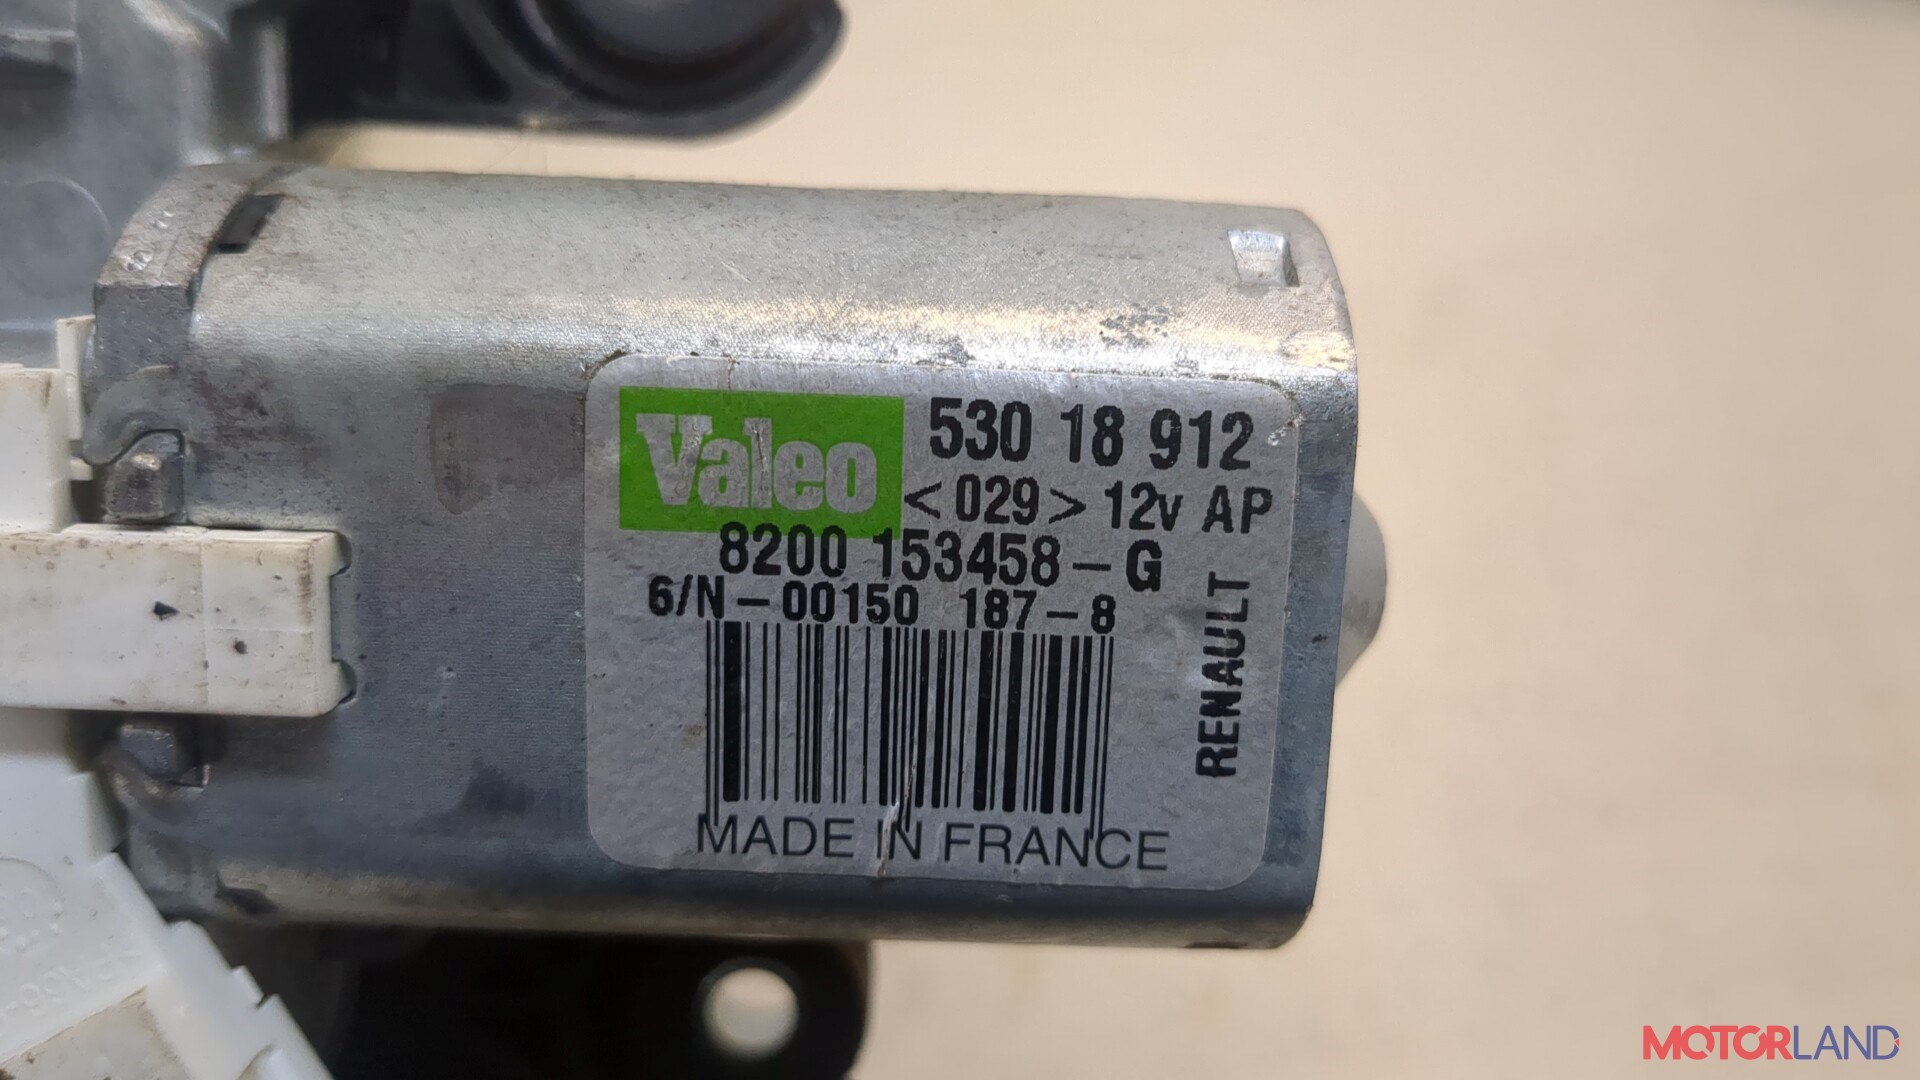 Valeo
530 18 912
<029> 12v AP
8200 153458-G
6/N-00150 187-8
RENAULT
MADE IN FRANCE
MOTORLAND